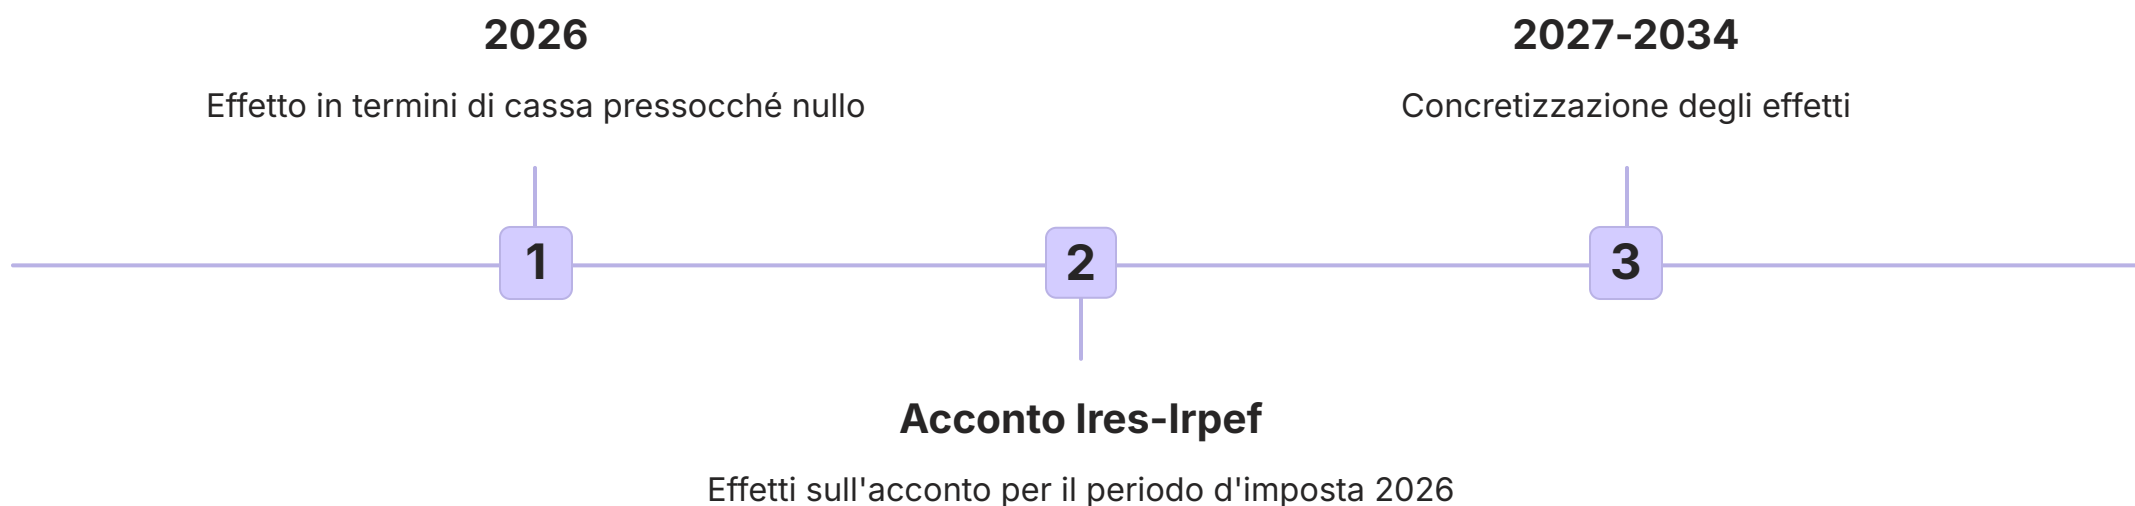 2026
Effetto in termini di cassa pressocché nullo
2027-2034
Concretizzazione degli effetti
1
2
3
Acconto Ires-Irpef
Effetti sull'acconto per il periodo d'imposta 2026